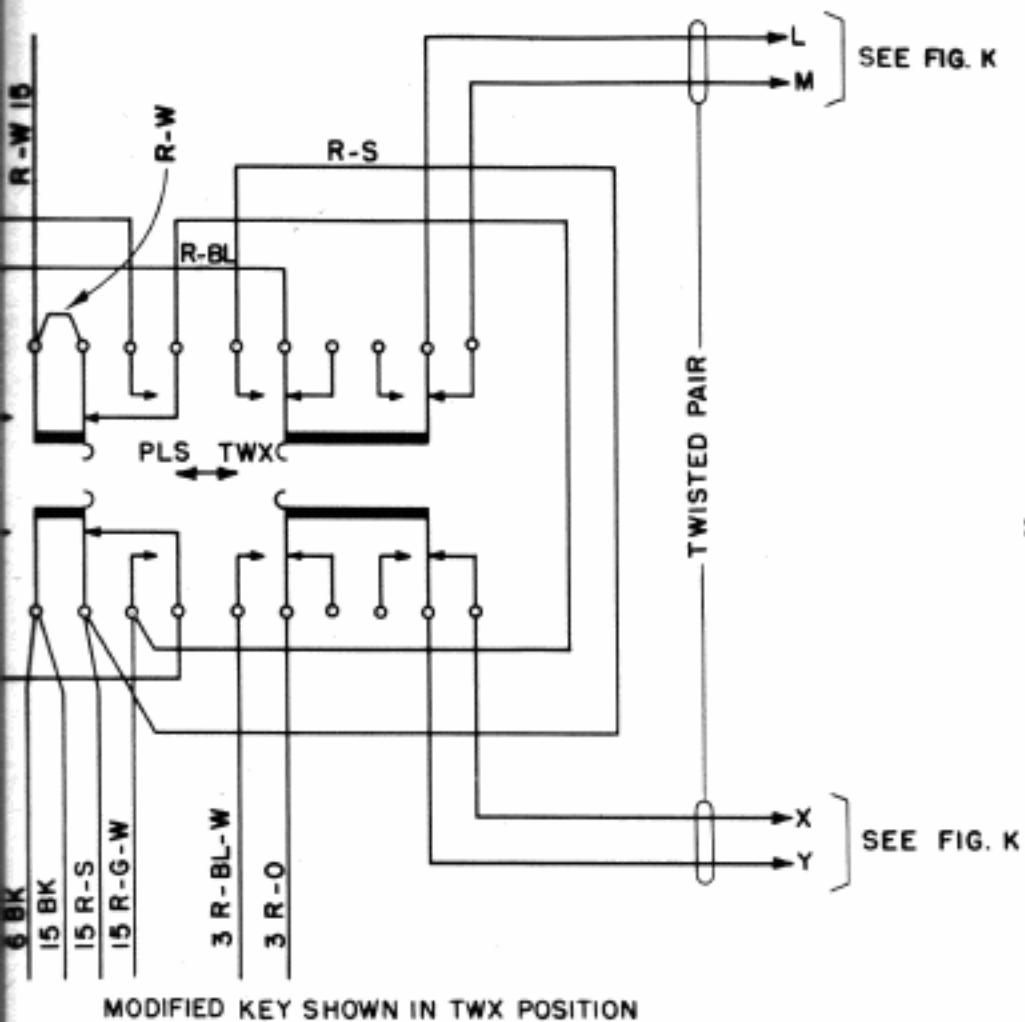 L
SEE FIG. K
M
R-W 15
R-W
R-S
R-BL
PLS TWX
TWISTED PAIR
X
SEE FIG. K
Y
6 BK
15 BK
15 R-S
15 R-G-W
3 R-BL-W
3 R-O
MODIFIED KEY SHOWN IN TWX POSITION